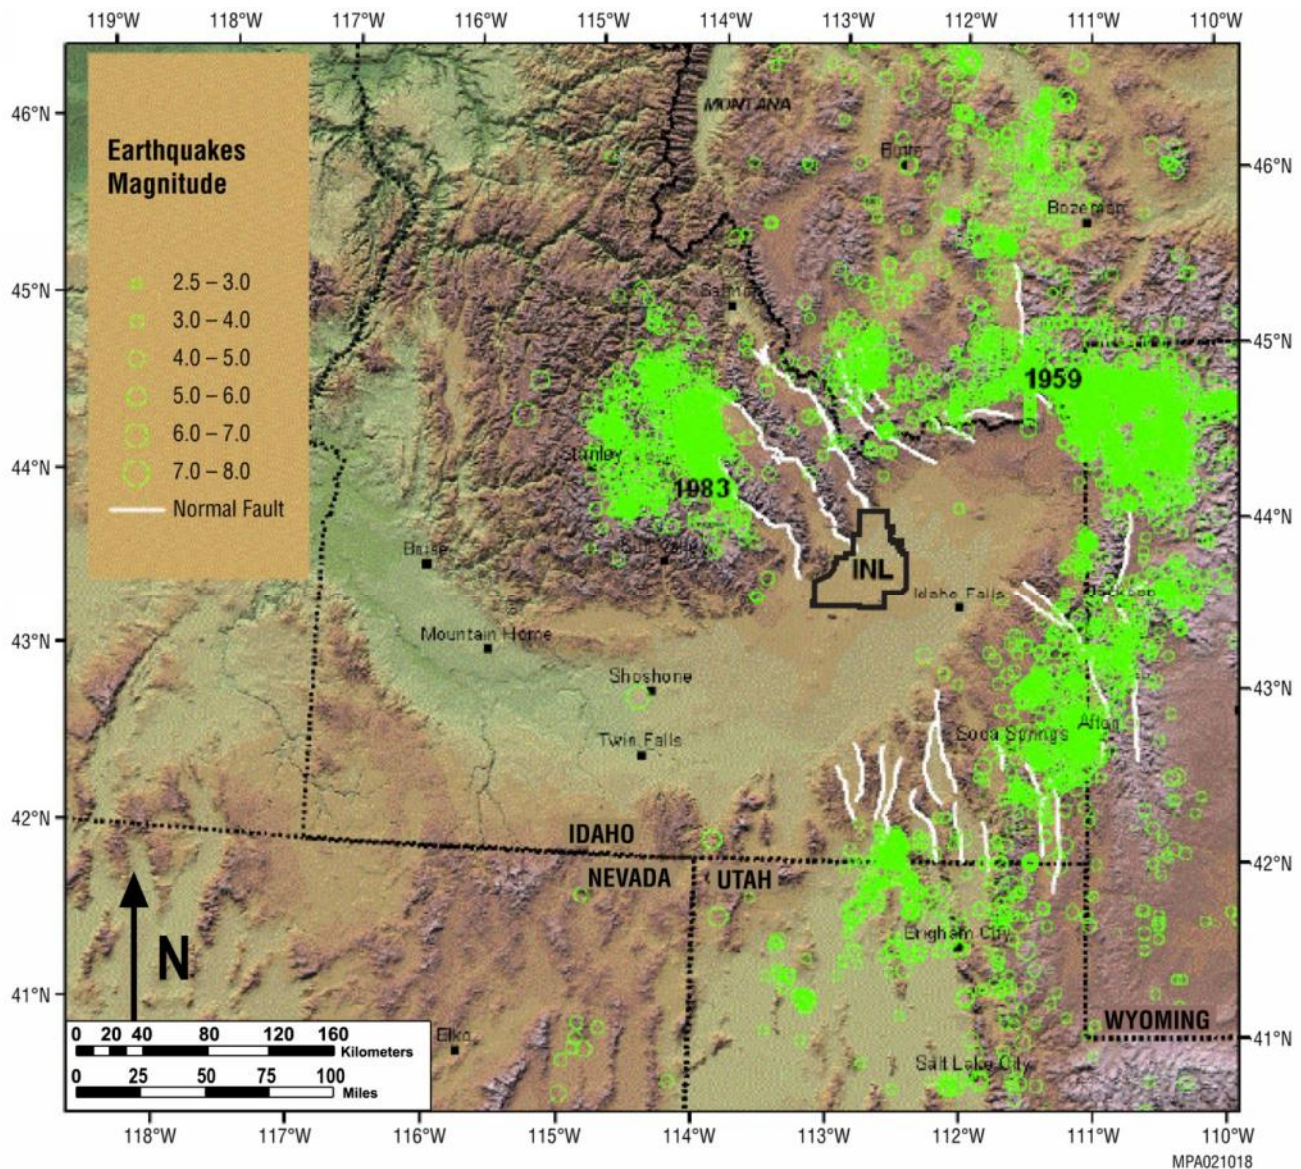 119°W 118°W 117°W 116°W 115°W 114°W 113°W 112°W 111°W 110°W
46°N
Earthquakes
Magnitude
MONTANA
Butte
46°N
Bozeman
2.5 – 3.0
45°N
Salmon
3.0 – 4.0
45°N
4.0 – 5.0
1959
5.0 – 6.0
6.0 – 7.0
Stanley
7.0 – 8.0
44°N
1983
Normal Fault
44°N
Boise
INL
Idaho Falls
Jackson
43°N
Mountain Home
Shoshone
43°N
Afton
Soda Springs
Twin Falls
42°N
IDAHO
42°N
NEVADA
UTAH
Brigham City
N
41°N
WYOMING
41°N
Elko
Salt Lake City
0 20 40 80 120 160
Kilometers
0 25 50 75 100
Miles
118°W 117°W 116°W 115°W 114°W 113°W 112°W 111°W 110°W
MPA021018